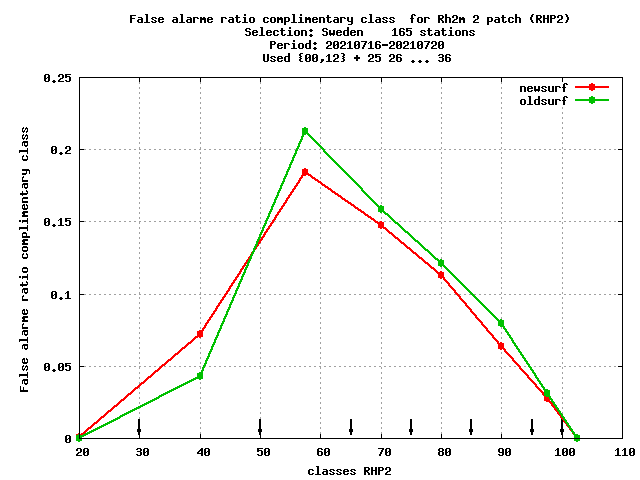 False alarme ratio complimentary class  for Rh2m 2 patch (RHP2)
Selection: Sweden    165 stations
Period: 20210716-20210720
Used {00,12} + 25 26 ... 36
newsurf
oldsurf
0.25
0.2
0.15
0.1
0.05
0
False alarme ratio complimentary class
20 30 40 50 60 70 80 90 100 110
classes RHP2